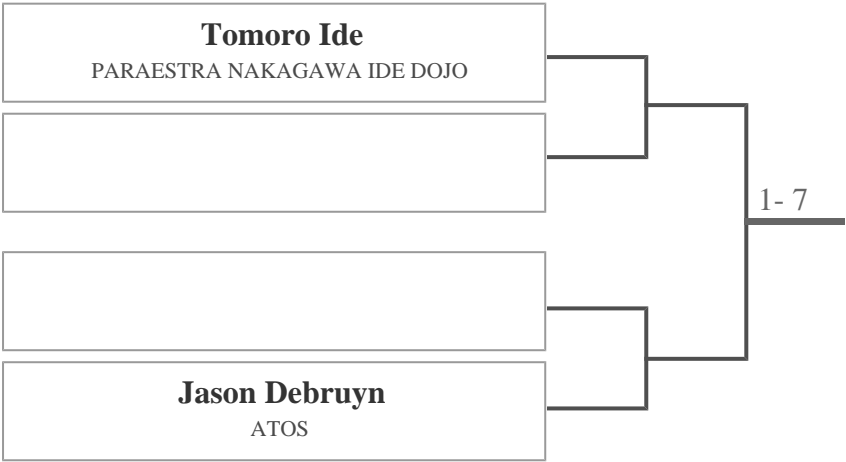 Tomoro Ide
PARAESTRA NAKAGAWA IDE DOJO
1- 7
Jason Debruyn
ATOS